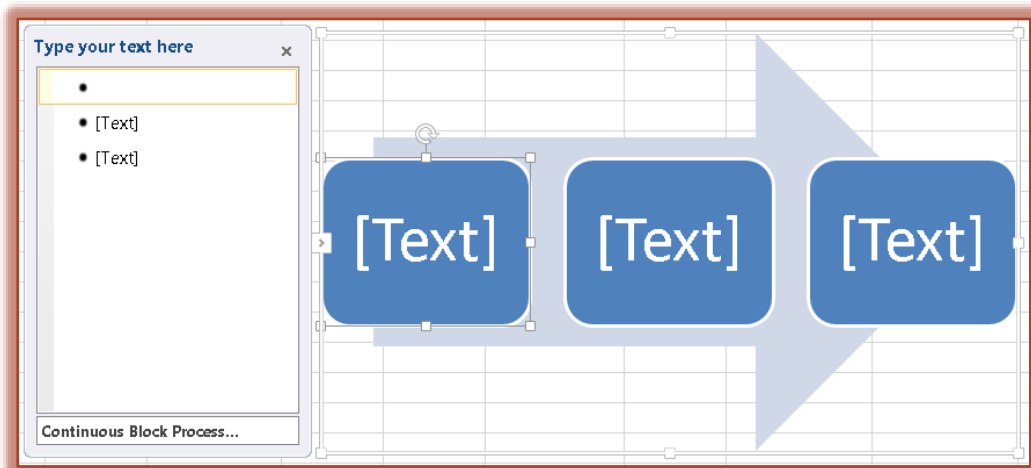 Type your text here
[Text]
[Text]
Continuous Block Process...
[Text] [Text] [Text]